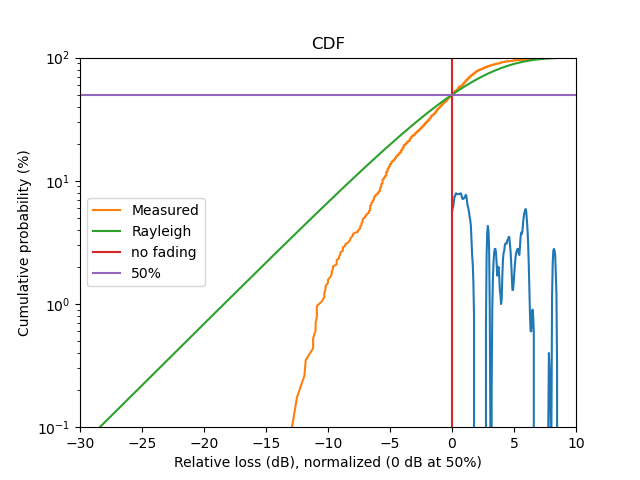 CDF
Cumulative probability (%)
10²
10¹
10⁰
10⁻¹
Measured
Rayleigh
no fading
50%
−30 −25 −20 −15 −10 −5 0 5 10
Relative loss (dB), normalized (0 dB at 50%)